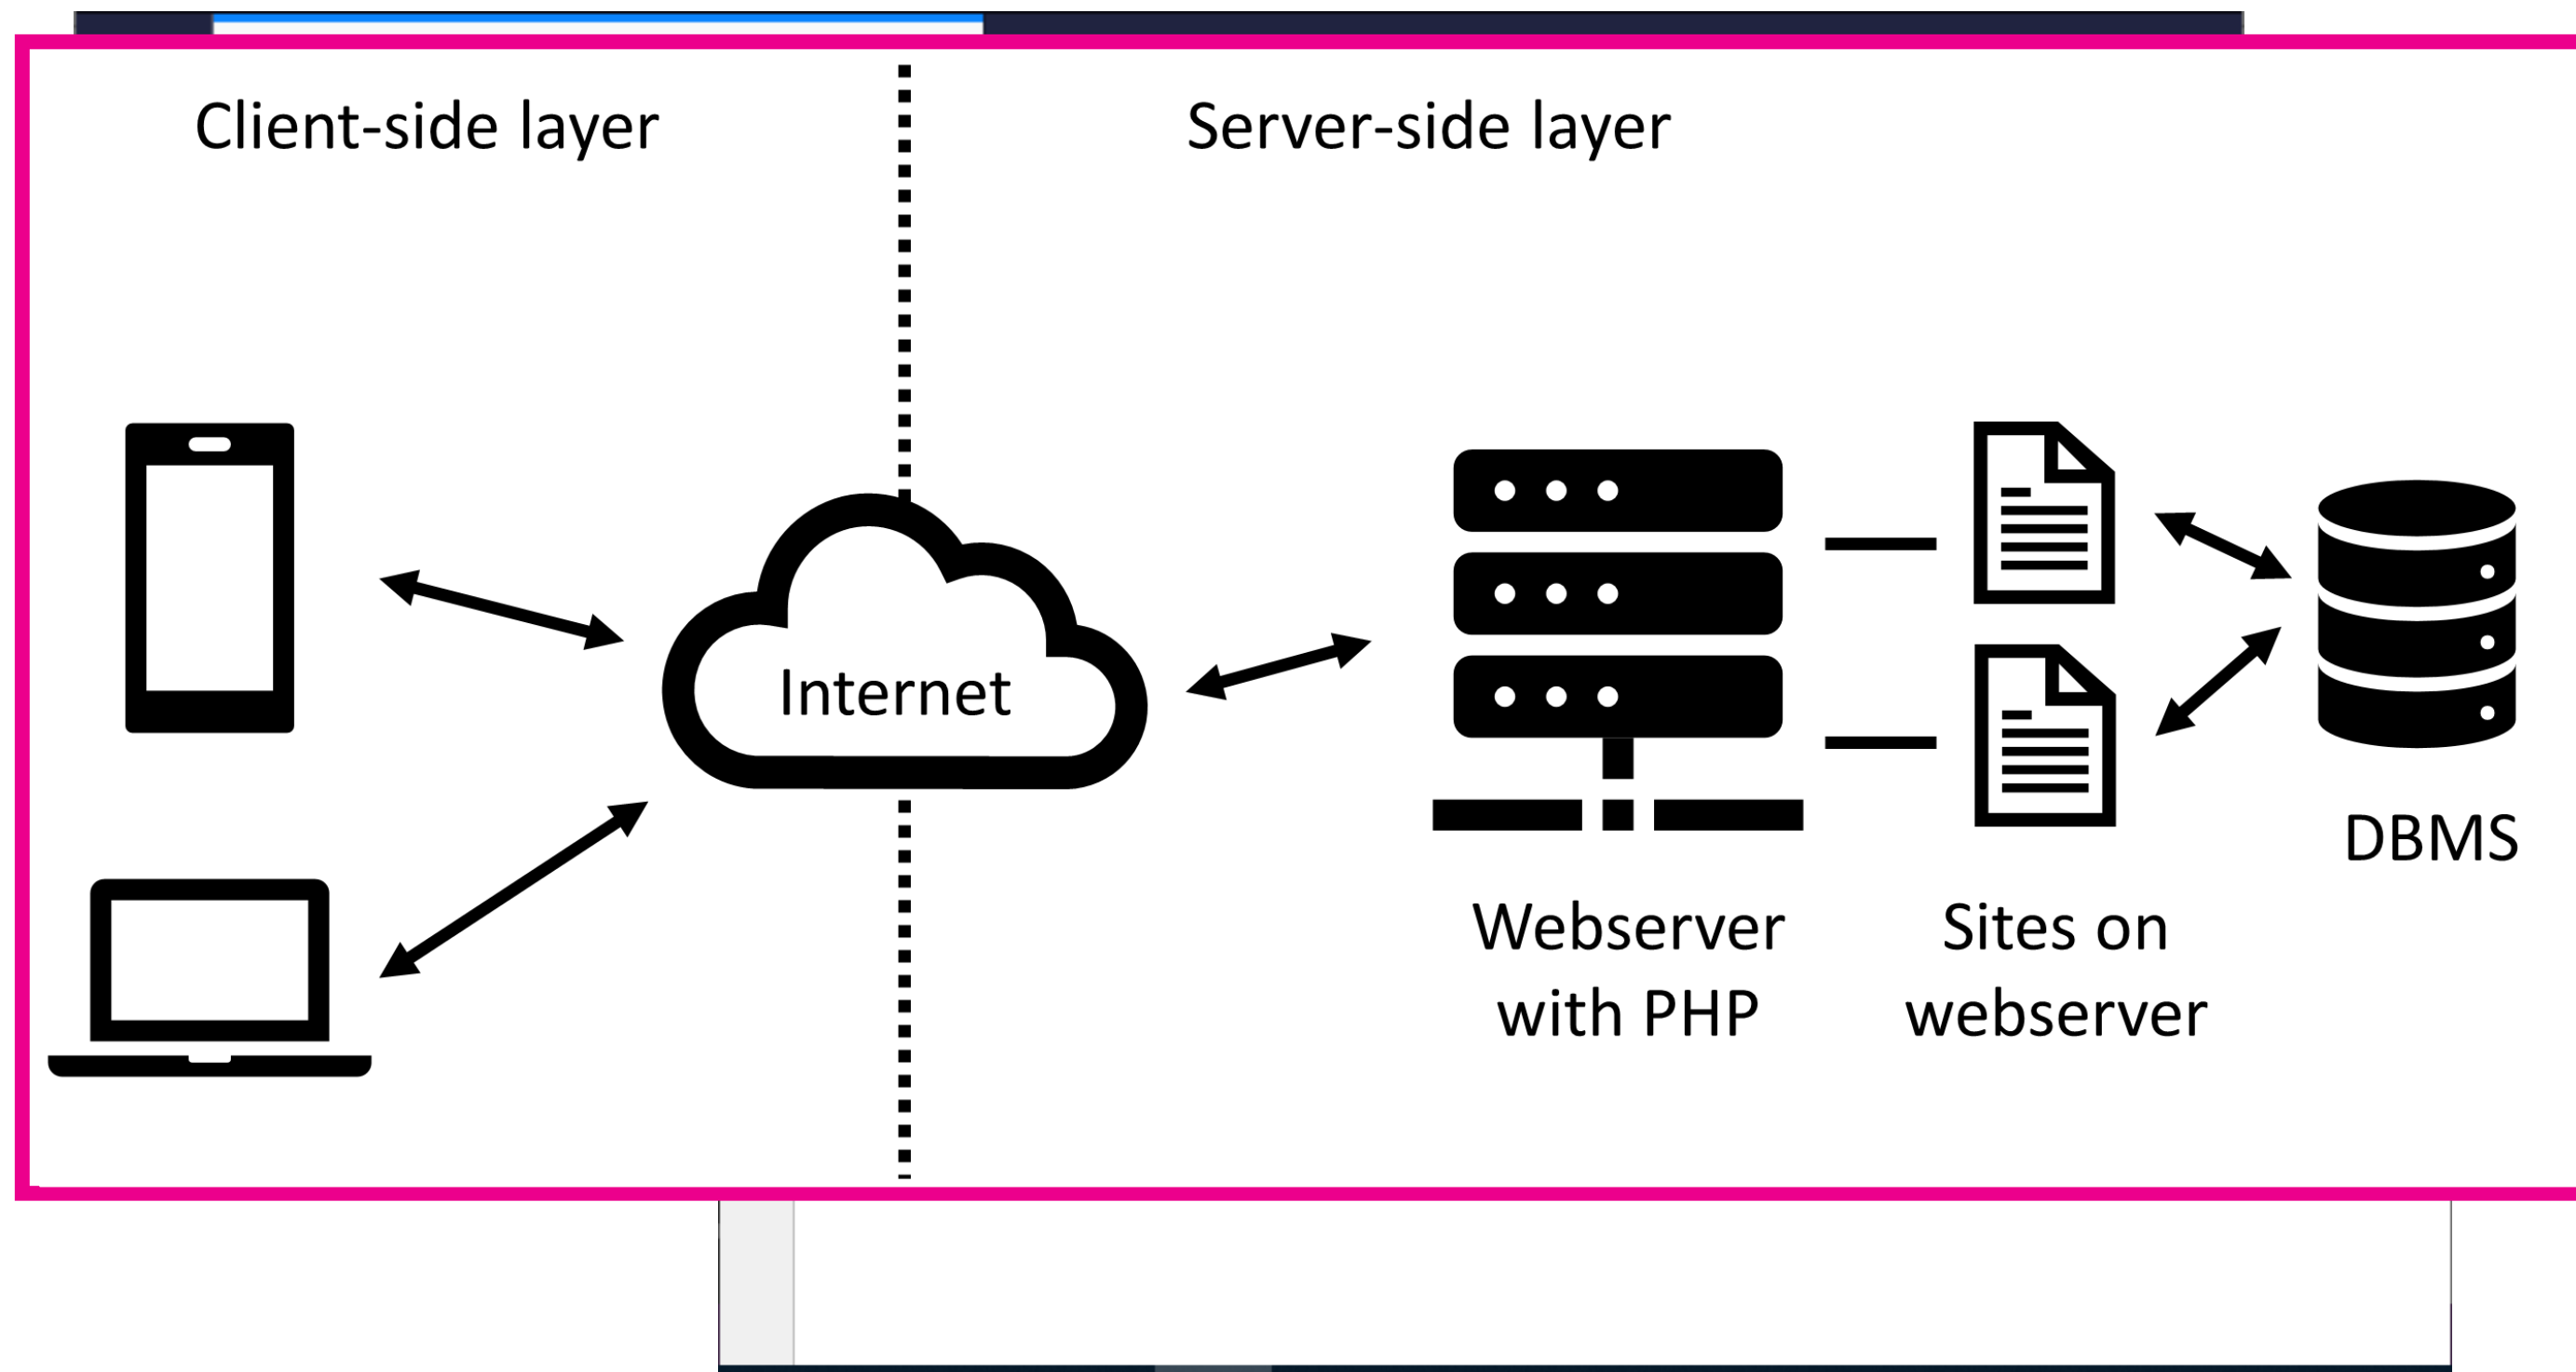 Client-side layer
Server-side layer
Internet
DBMS
Webserver
with PHP
Sites on
webserver